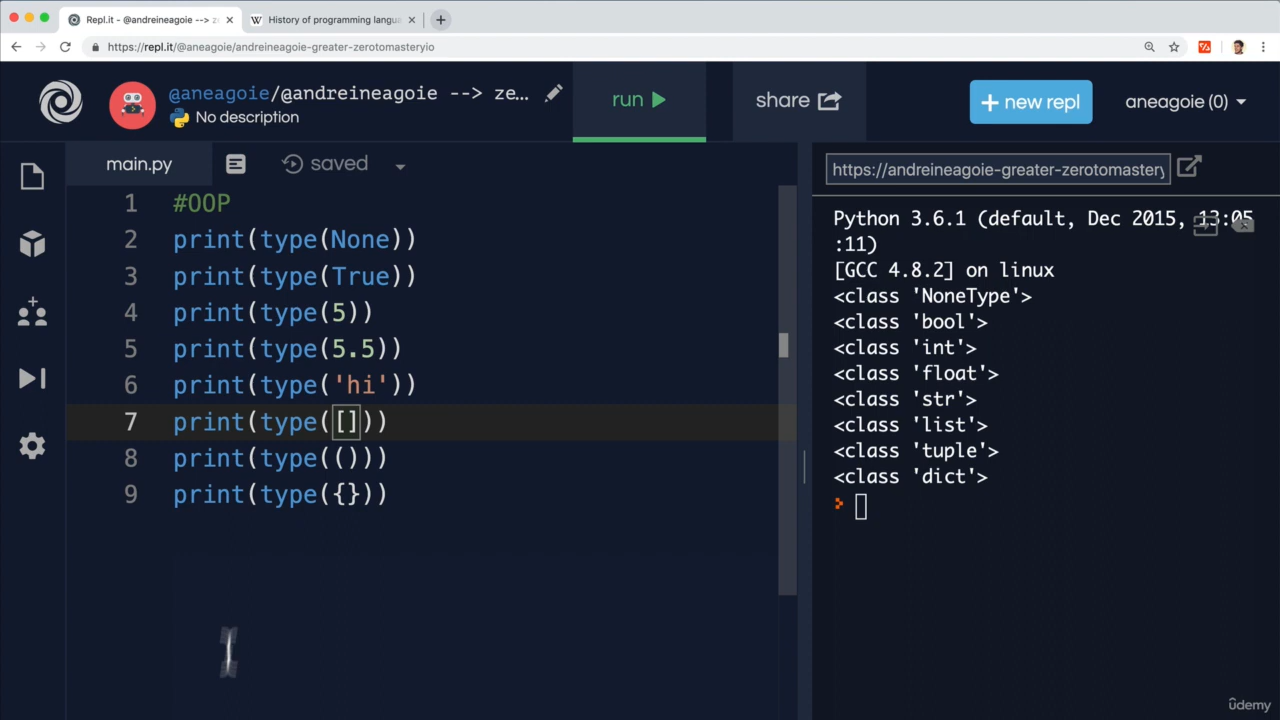 Repl.it - @andreineagoie --> ze
History of programming langua
https://repl.it/@aneagoie/andreineagoie-greater-zerotomasteryio
@aneagoie/@andreineagoie --> ze...
No description
run
share
+ new repl
aneagoie (0)
main.py
saved
https://andreineagoie-greater-zerotomastery
1 #OOP
2 print(type(None))
3 print(type(True))
4 print(type(5))
5 print(type(5.5))
6 print(type('hi'))
7 print(type([]))
8 print(type(()))
9 print(type({}))
Python 3.6.1 (default, Dec 2015, 13:05
:11)
[GCC 4.8.2] on linux
<class 'NoneType'>
<class 'bool'>
<class 'int'>
<class 'float'>
<class 'str'>
<class 'list'>
<class 'tuple'>
<class 'dict'>
ûdemy